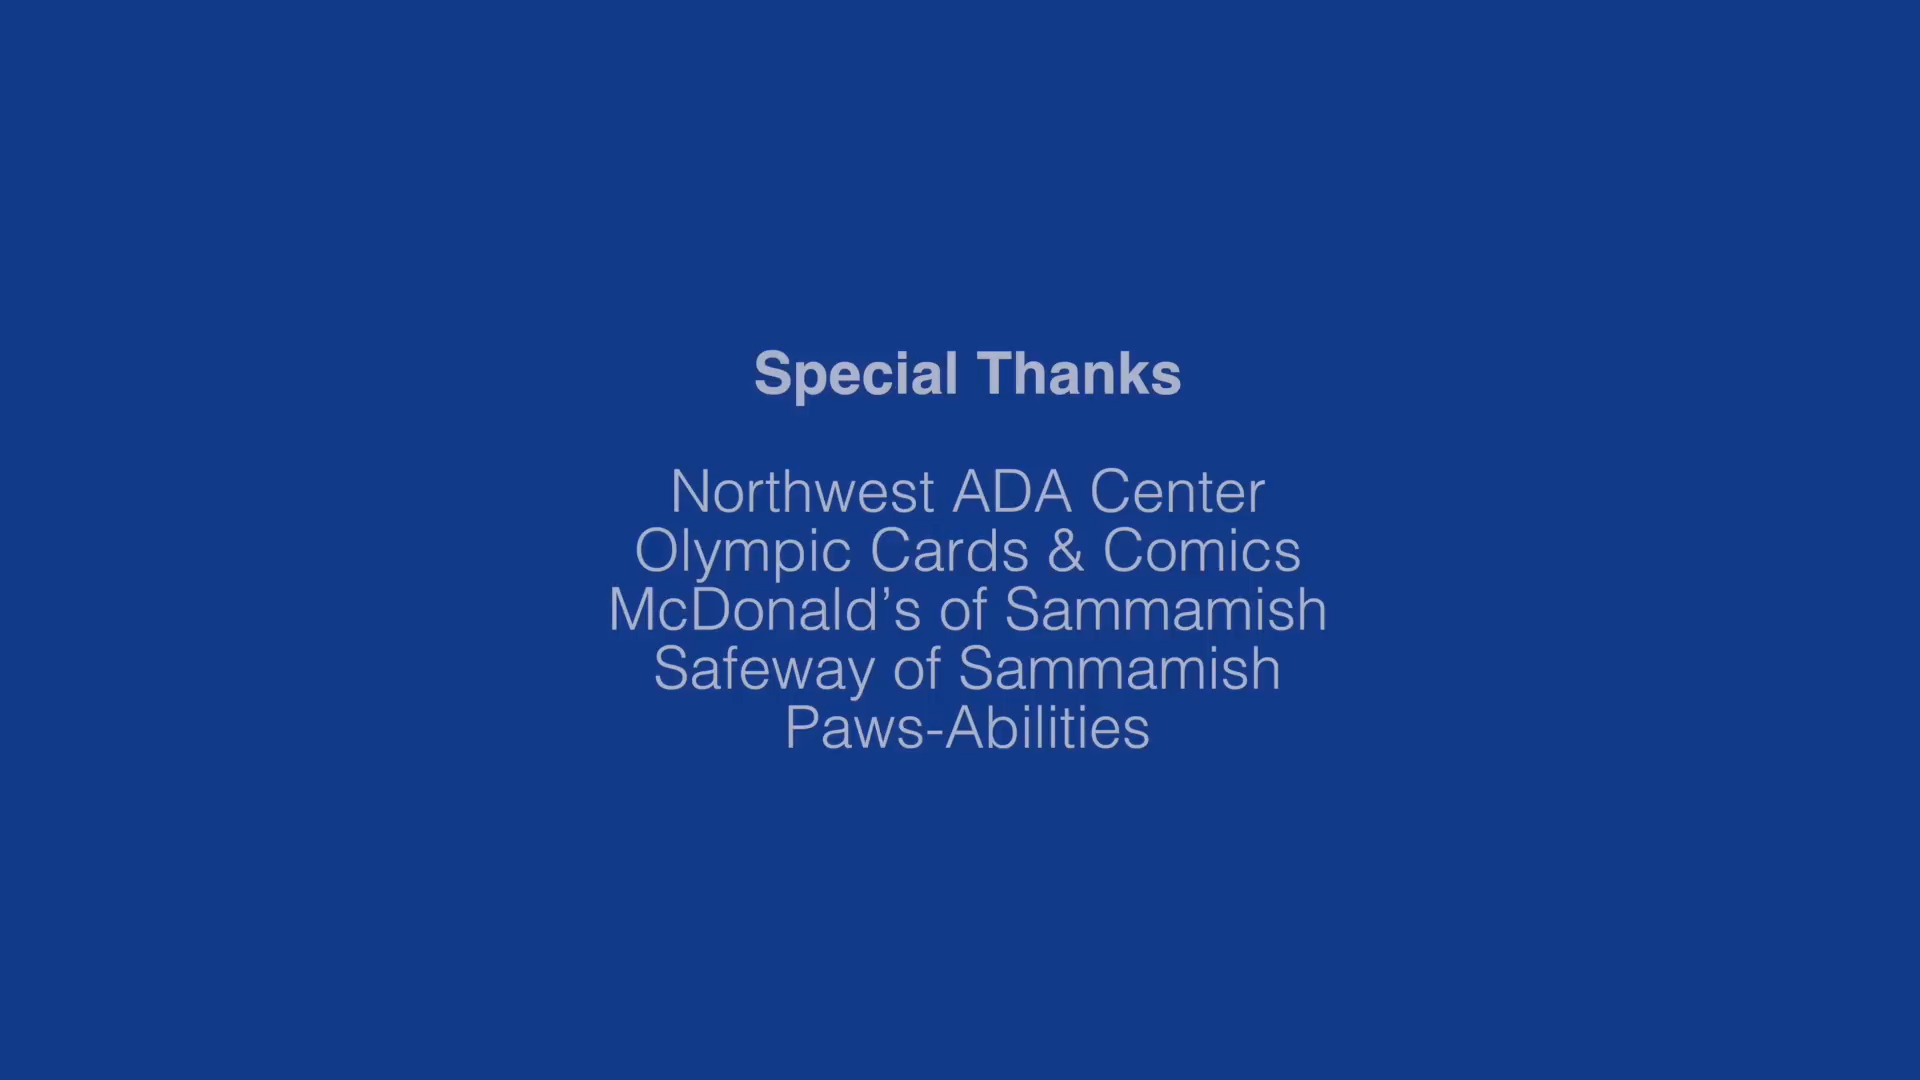 Special Thanks
Northwest ADA Center
Olympic Cards & Comics
McDonald’s of Sammamish
Safeway of Sammamish
Paws-Abilities